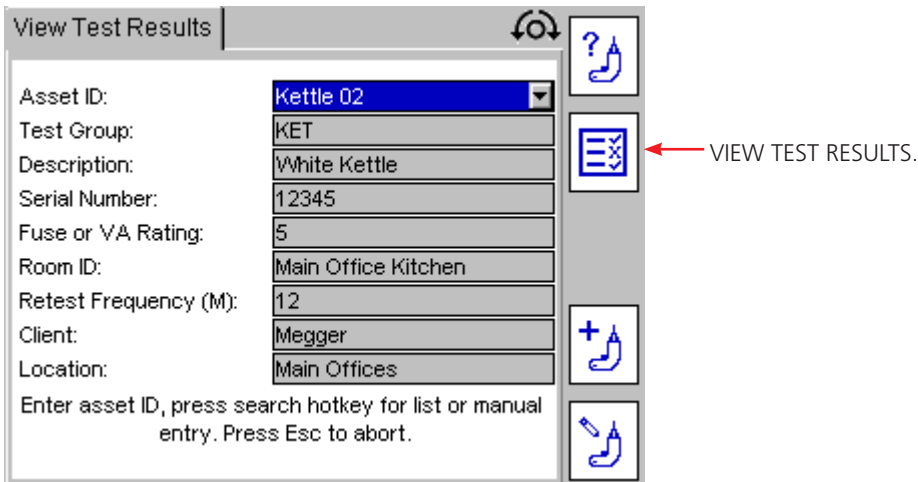 View Test Results
Asset ID: Kettle 02
Test Group: KET
Description: White Kettle
Serial Number: 12345
Fuse or VA Rating: 5
Room ID: Main Office Kitchen
Retest Frequency (M): 12
Client: Megger
Location: Main Offices
Enter asset ID, press search hotkey for list or manual
entry. Press Esc to abort.
?
VIEW TEST RESULTS.
+